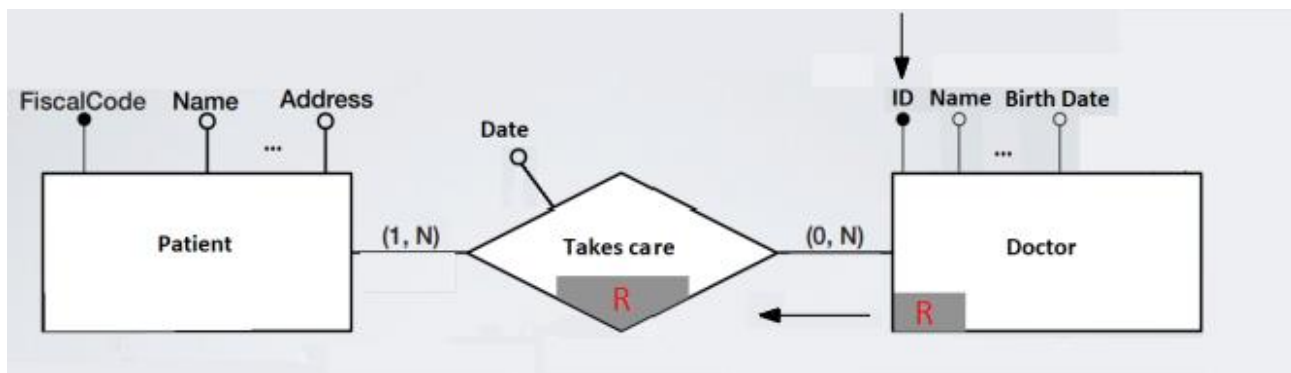 FiscalCode Name Address
ID Name Birth Date
...
...
Date
Patient
(1, N)
Takes care
(0, N)
Doctor
R
R